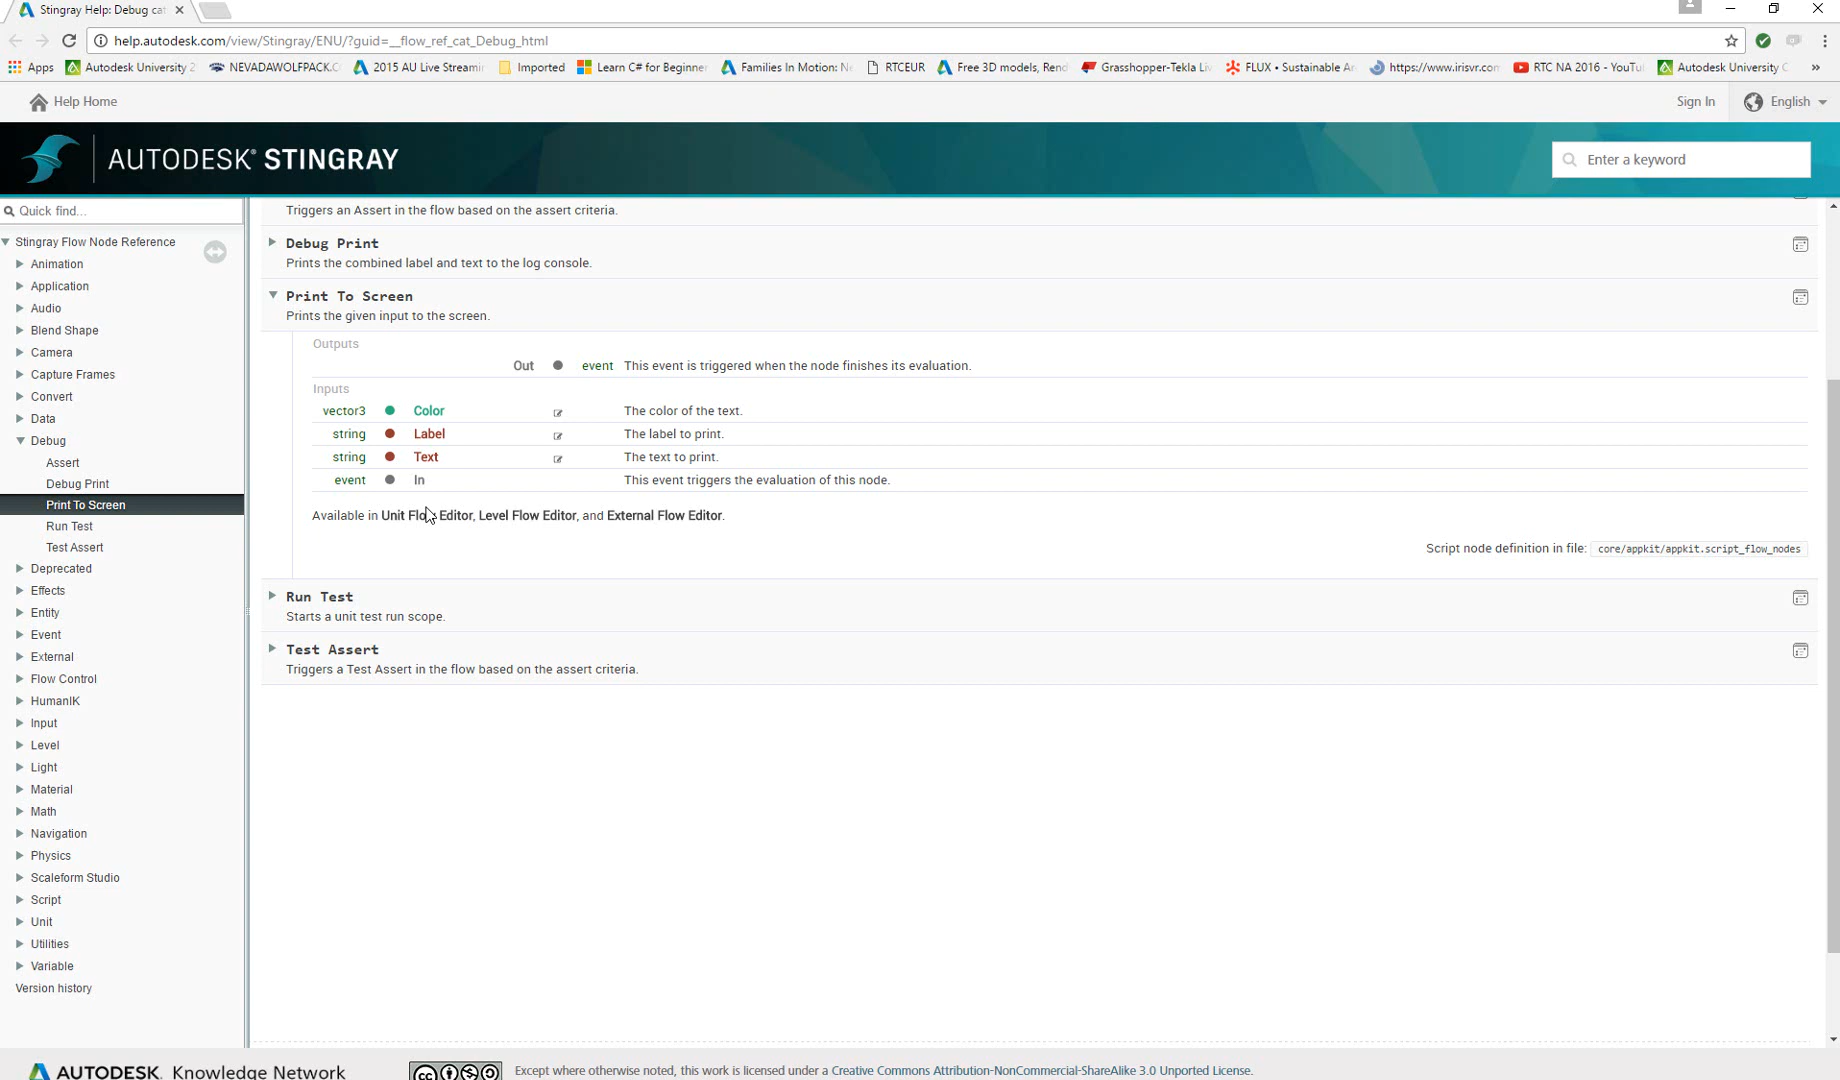 Stingray Help: Debug cat
help.autodesk.com/view/Stingray/ENU/?guid=__flow_ref_cat_Debug_html
Apps Autodesk University 2 NEVADAWOLFPACK.C 2015 AU Live Streami Imported Learn C# for Beginner Families In Motion: N RTCEUR Free 3D models, Rend Grasshopper-Tekla Li FLUX • Sustainable Ar https://www.irisvr.com RTC NA 2016 - YouTu Autodesk University C »
Help Home Sign In English
AUTODESK® STINGRAY Enter a keyword
Quick find...
Stingray Flow Node Reference
Animation
Application
Audio
Blend Shape
Camera
Capture Frames
Convert
Data
Debug
Assert
Debug Print
Print To Screen
Run Test
Test Assert
Deprecated
Effects
Entity
Event
External
Flow Control
HumanIK
Input
Level
Light
Material
Math
Navigation
Physics
Scaleform Studio
Script
Unit
Utilities
Variable
Version history
Triggers an Assert in the flow based on the assert criteria.
Debug Print
Prints the combined label and text to the log console.
Print To Screen
Prints the given input to the screen.
Outputs
Out event This event is triggered when the node finishes its evaluation.
Inputs
vector3 Color The color of the text.
string Label The label to print.
string Text The text to print.
event In This event triggers the evaluation of this node.
Available in Unit Flow Editor, Level Flow Editor, and External Flow Editor.
Script node definition in file: core/appkit/appkit.script_flow_nodes
Run Test
Starts a unit test run scope.
Test Assert
Triggers a Test Assert in the flow based on the assert criteria.
AUTODESK. Knowledge Network Except where otherwise noted, this work is licensed under a Creative Commons Attribution-NonCommercial-ShareAlike 3.0 Unported License.